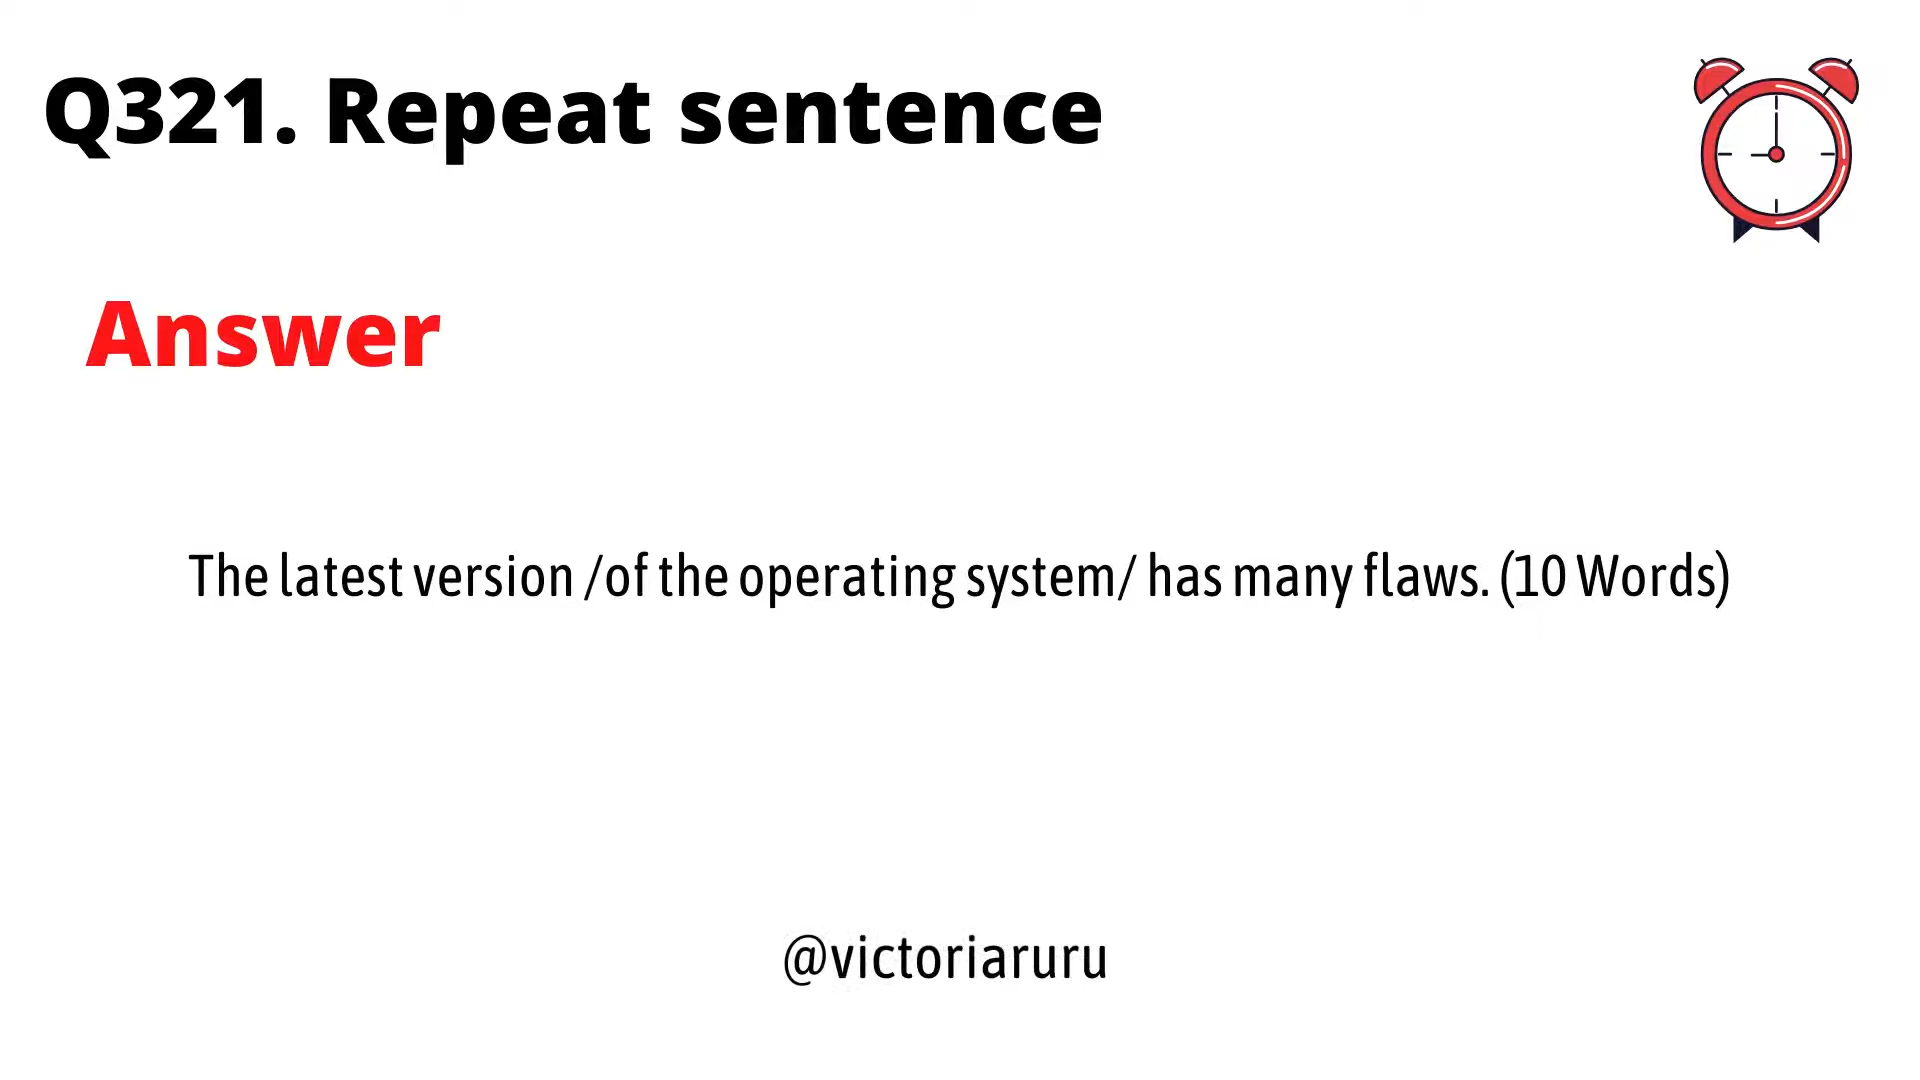 Q321. Repeat sentence
Answer
The latest version /of the operating system/ has many flaws. (10 Words)
@victoriaruru